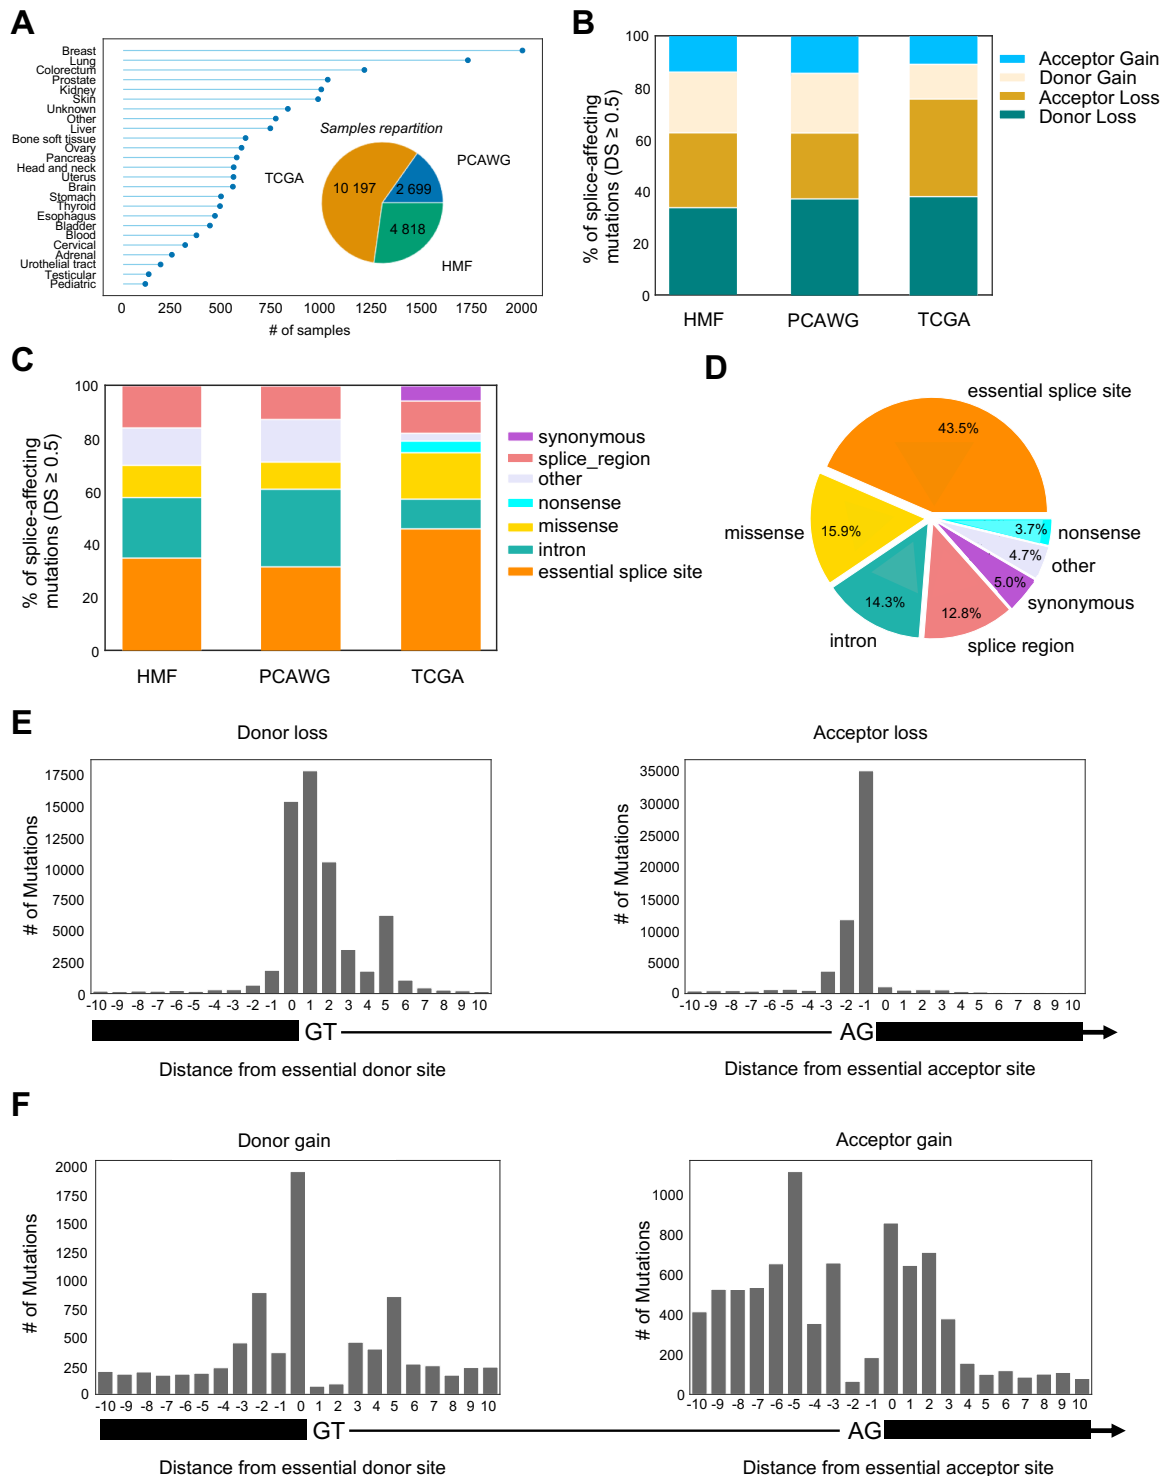 A
Breast
Lung
Colorectum
Prostate
Kidney
Skin
Unknown
Other
Liver
Bone soft tissue
Ovary
Pancreas
Head and neck
Uterus
Brain
Stomach
Thyroid
Esophagus
Bladder
Blood
Cervical
Adrenal
Urothelial tract
Testicular
Pediatric
0 250 500 750 1000 1250 1500 1750 2000
# of samples
Samples repartition
TCGA
PCAWG
HMF
10 197
2 699
4 818
B
% of splice-affecting
mutations (DS ≥ 0.5)
100
80
60
40
20
0
HMF PCAWG TCGA
Acceptor Gain
Donor Gain
Acceptor Loss
Donor Loss
C
% of splice-affecting
mutations (DS ≥ 0.5)
100
80
60
40
20
0
HMF PCAWG TCGA
synonymous
splice_region
other
nonsense
missense
intron
essential splice site
D
essential splice site
43.5%
missense
15.9%
intron
14.3%
12.8%
splice region
5.0%
synonymous
4.7%
other
3.7%
nonsense
E
Donor loss
# of Mutations
17500
15000
12500
10000
7500
5000
2500
0
-10 -9 -8 -7 -6 -5 -4 -3 -2 -1 0 1 2 3 4 5 6 7 8 9 10
Acceptor loss
# of Mutations
35000
30000
25000
20000
15000
10000
5000
0
-10 -9 -8 -7 -6 -5 -4 -3 -2 -1 0 1 2 3 4 5 6 7 8 9 10
GT AG
Distance from essential donor site
Distance from essential acceptor site
F
Donor gain
# of Mutations
2000
1750
1500
1250
1000
750
500
250
0
-10 -9 -8 -7 -6 -5 -4 -3 -2 -1 0 1 2 3 4 5 6 7 8 9 10
Acceptor gain
# of Mutations
1000
800
600
400
200
0
-10 -9 -8 -7 -6 -5 -4 -3 -2 -1 0 1 2 3 4 5 6 7 8 9 10
GT AG
Distance from essential donor site
Distance from essential acceptor site